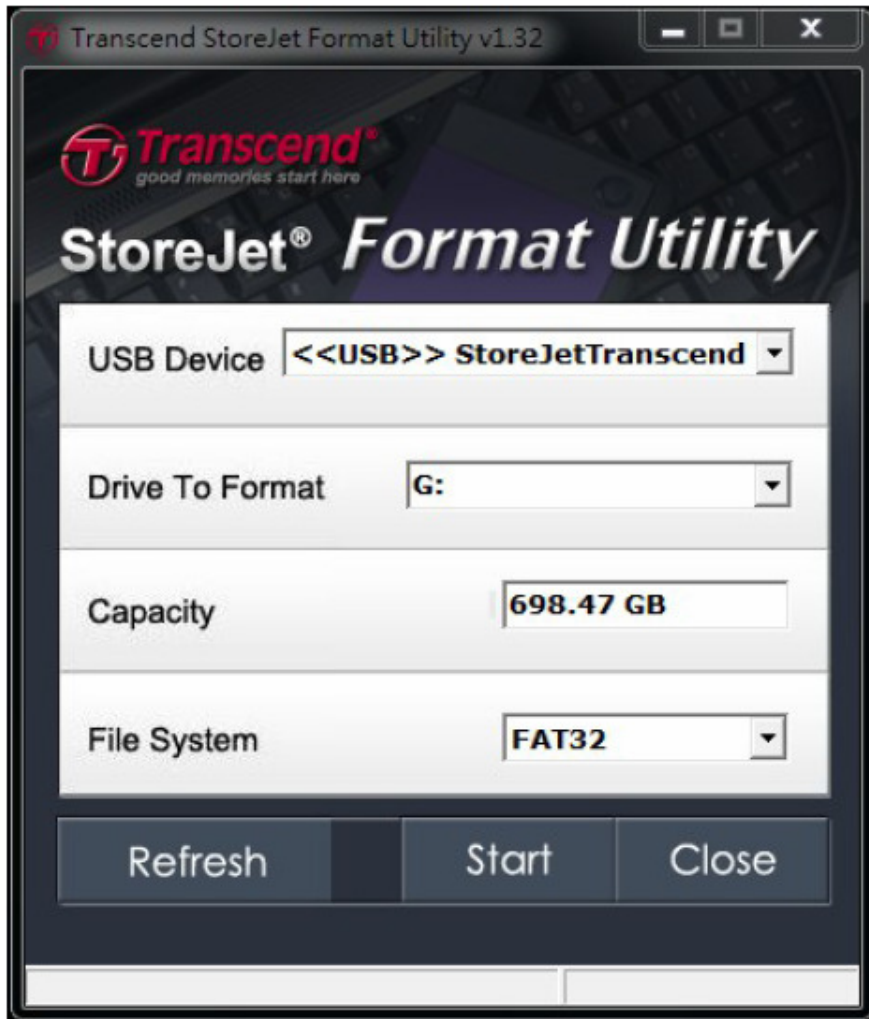 Transcend StoreJet Format Utility v1.32
Transcend®
good memories start here
StoreJet® Format Utility
USB Device <<USB>> StoreJetTranscend
Drive To Format G:
Capacity 698.47 GB
File System FAT32
Refresh Start Close